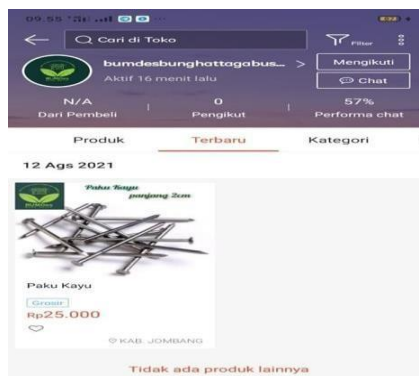 09.55
Cari di Toko
Filter
bumdesbunghattagabus... >
Mengikuti
Aktif 16 menit lalu
Chat
N/A
0
57%
Dari Pembeli
Pengikut
Performa chat
Produk
Terbaru
Kategori
12 Ags 2021
Paku Kayu
panjang 2cm
Paku Kayu
Grosir
Rp25.000
KAB. JOMBANG
Tidak ada produk lainnya